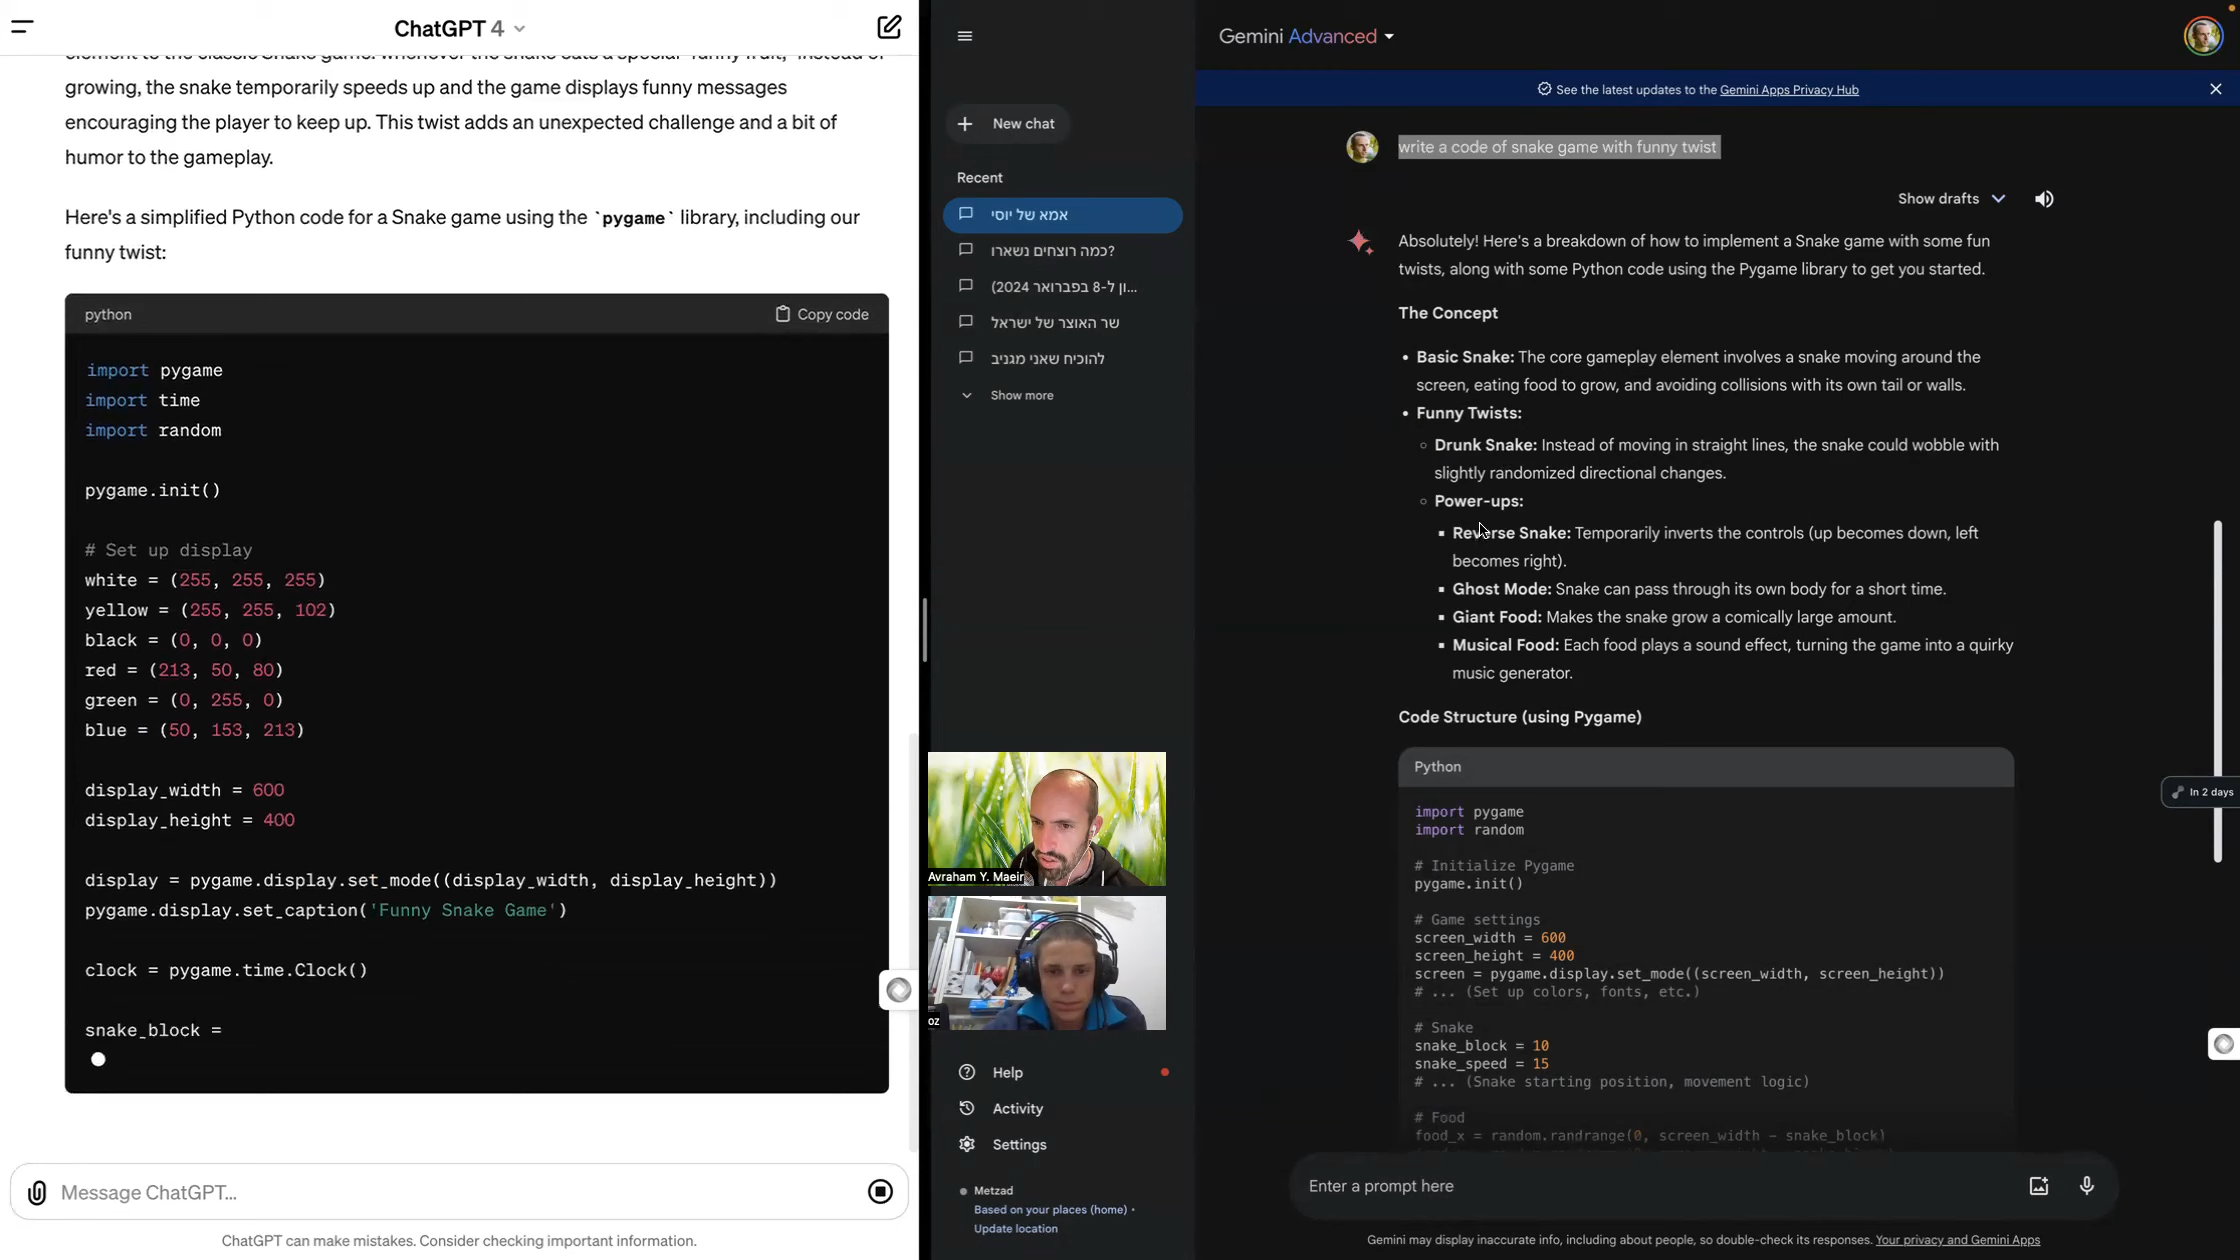 ChatGPT 4
growing, the snake temporarily speeds up and the game displays funny messages
encouraging the player to keep up. This twist adds an unexpected challenge and a bit of
humor to the gameplay.
Here's a simplified Python code for a Snake game using the `pygame` library, including our
funny twist:
python
Copy code
import pygame
import time
import random
pygame.init()
# Set up display
white = (255, 255, 255)
yellow = (255, 255, 102)
black = (0, 0, 0)
red = (213, 50, 80)
green = (0, 255, 0)
blue = (50, 153, 213)
display_width = 600
display_height = 400
display = pygame.display.set_mode((display_width, display_height))
pygame.display.set_caption('Funny Snake Game')
clock = pygame.time.Clock()
snake_block =
Message ChatGPT…
ChatGPT can make mistakes. Consider checking important information.
New chat
Recent
אמא של יוסי
כמה רוצחים נשארו?
...ון ל-8 בפברואר 2024)
שר האוצר של ישראל
להוכיח שאני מגניב
Show more
Avraham Y. Maeir
oz
Help
Activity
Settings
Metzad
Based on your places (home) •
Update location
Gemini Advanced
See the latest updates to the Gemini Apps Privacy Hub
write a code of snake game with funny twist
Show drafts
Absolutely! Here's a breakdown of how to implement a Snake game with some fun
twists, along with some Python code using the Pygame library to get you started.
The Concept
• Basic Snake: The core gameplay element involves a snake moving around the
screen, eating food to grow, and avoiding collisions with its own tail or walls.
• Funny Twists:
◦ Drunk Snake: Instead of moving in straight lines, the snake could wobble with
slightly randomized directional changes.
◦ Power-ups:
▪ Reverse Snake: Temporarily inverts the controls (up becomes down, left
becomes right).
▪ Ghost Mode: Snake can pass through its own body for a short time.
▪ Giant Food: Makes the snake grow a comically large amount.
▪ Musical Food: Each food plays a sound effect, turning the game into a quirky
music generator.
Code Structure (using Pygame)
Python
import pygame
import random
# Initialize Pygame
pygame.init()
# Game settings
screen_width = 600
screen_height = 400
screen = pygame.display.set_mode((screen_width, screen_height))
# ... (Set up colors, fonts, etc.)
# Snake
snake_block = 10
snake_speed = 15
# ... (Snake starting position, movement logic)
# Food
food_x = random.randrange(0, screen_width - snake_block)
In 2 days
Enter a prompt here
Gemini may display inaccurate info, including about people, so double-check its responses. Your privacy and Gemini Apps